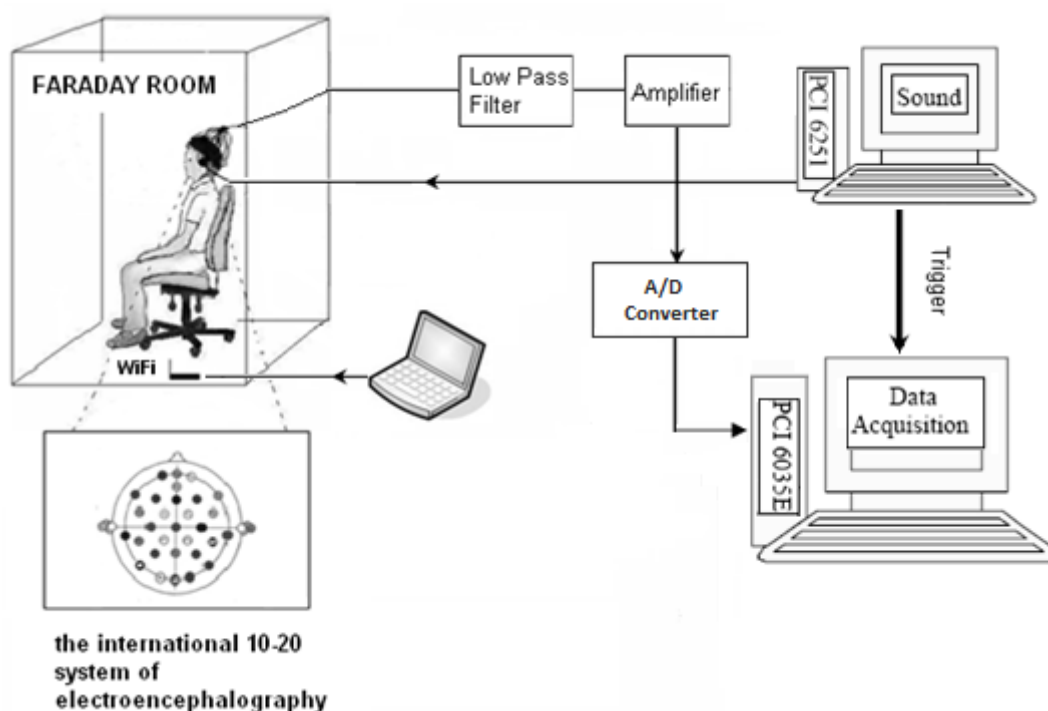 FARADAY ROOM
Low Pass
Filter
Amplifier
PCI 6251
Sound
A/D
Converter
Trigger
WiFi
PCI 6035E
Data
Acquisition
the international 10-20
system of
electroencephalography